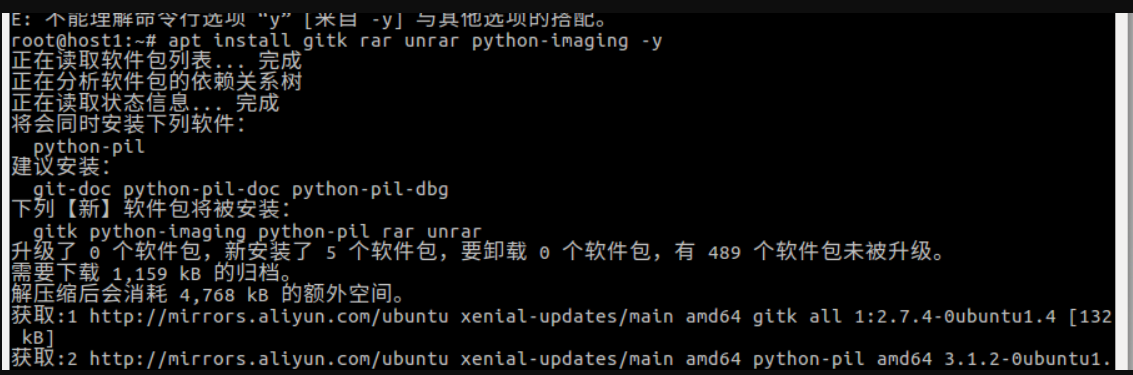 E: 不能理解命令行选项 “y” [来自 -y] 与其他选项的搭配。
root@host1:~# apt install gitk rar unrar python-imaging -y
正在读取软件包列表... 完成
正在分析软件包的依赖关系树
正在读取状态信息... 完成
将会同时安装下列软件：
  python-pil
建议安装：
  git-doc python-pil-doc python-pil-dbg
下列【新】软件包将被安装：
  gitk python-imaging python-pil rar unrar
升级了 0 个软件包，新安装了 5 个软件包，要卸载 0 个软件包，有 489 个软件包未被升级。
需要下载 1,159 kB 的归档。
解压缩后会消耗 4,768 kB 的额外空间。
获取:1 http://mirrors.aliyun.com/ubuntu xenial-updates/main amd64 gitk all 1:2.7.4-0ubuntu1.4 [132
 kB]
获取:2 http://mirrors.aliyun.com/ubuntu xenial-updates/main amd64 python-pil amd64 3.1.2-0ubuntu1.